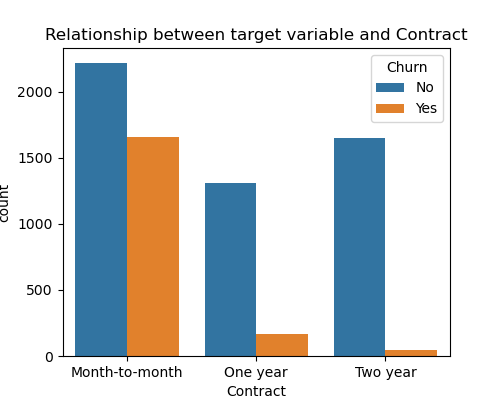 Relationship between target variable and Contract
Churn
No
Yes
2000
1500
1000
500
0
count
Month-to-month
One year
Two year
Contract